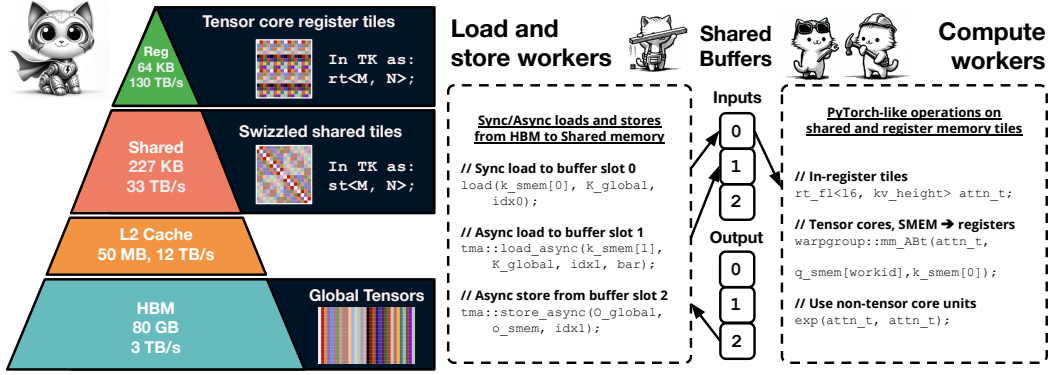 Reg
64 KB
130 TB/s
Tensor core register tiles
In TK as:
rt<M, N>;
Shared
227 KB
33 TB/s
Swizzled shared tiles
In TK as:
st<M, N>;
L2 Cache
50 MB, 12 TB/s
HBM
80 GB
3 TB/s
Global Tensors
Load and
store workers
Sync/Async loads and stores
from HBM to Shared memory
// Sync load to buffer slot 0
load(k_smem[0], K_global,
idx0);
// Async load to buffer slot 1
tma::load_async(k_smem[1],
K_global, idx1, bar);
// Async store from buffer slot 2
tma::store_async(O_global,
o_smem, idx1);
Shared
Buffers
Inputs
0
1
2
Output
0
1
2
Compute
workers
PyTorch-like operations on
shared and register memory tiles
// In-register tiles
rt_fl<16, kv_height> attn_t;
// Tensor cores, SMEM ➔ registers
warpgroup::mm_ABt(attn_t,
q_smem[workid],k_smem[0]);
// Use non-tensor core units
exp(attn_t, attn_t);